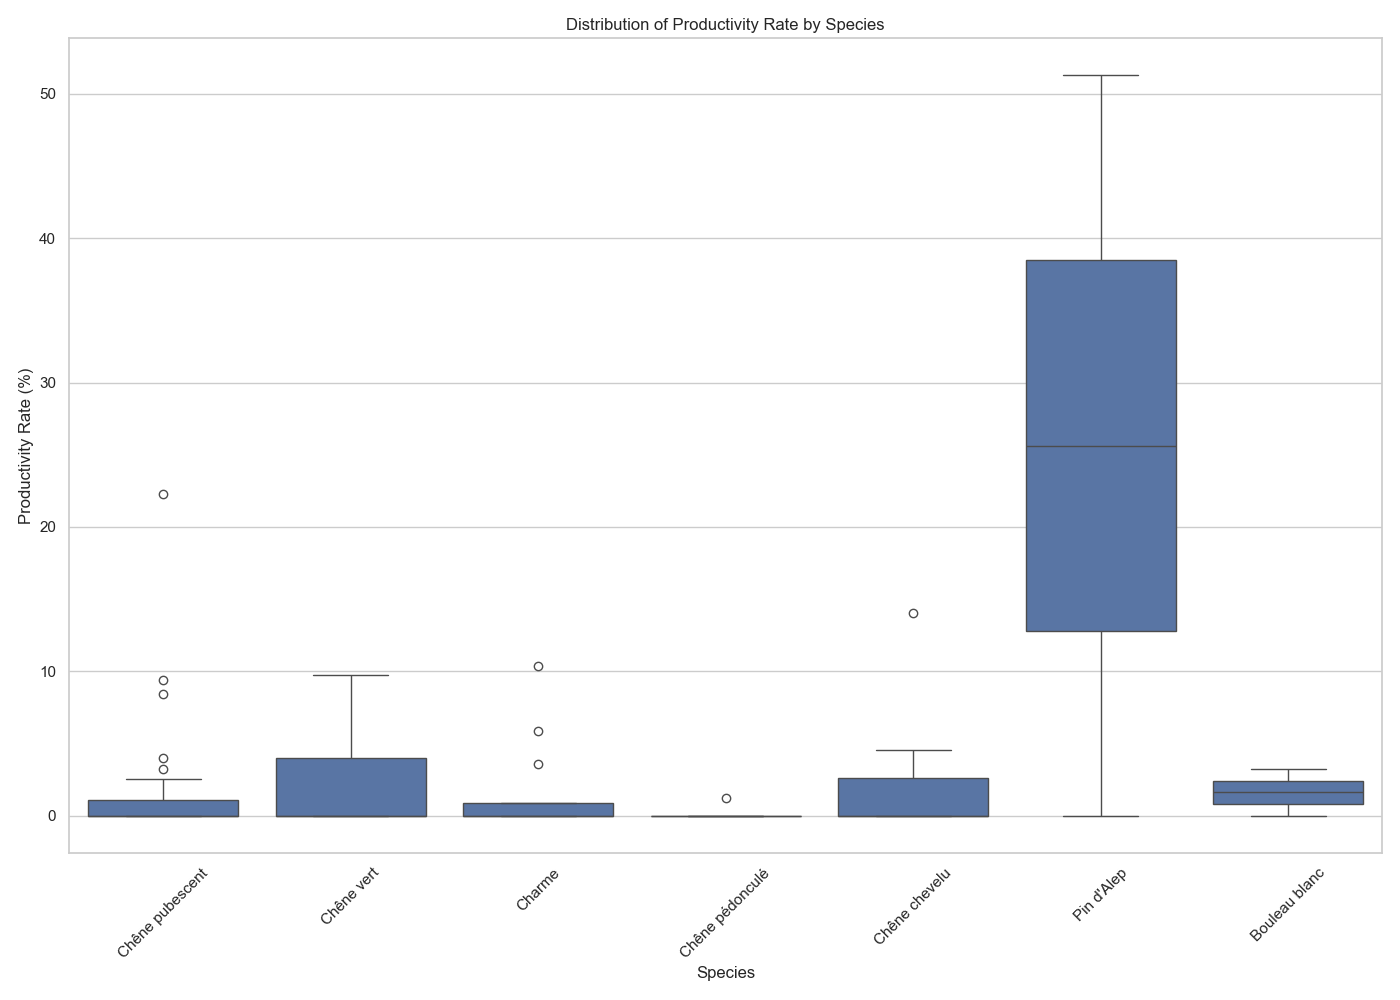 Distribution of Productivity Rate by Species
Productivity Rate (%)
50
40
30
20
10
0
Chêne pubescent
Chêne vert
Charme
Chêne pédonculé
Chêne chevelu
Pin d'Alep
Bouleau blanc
Species